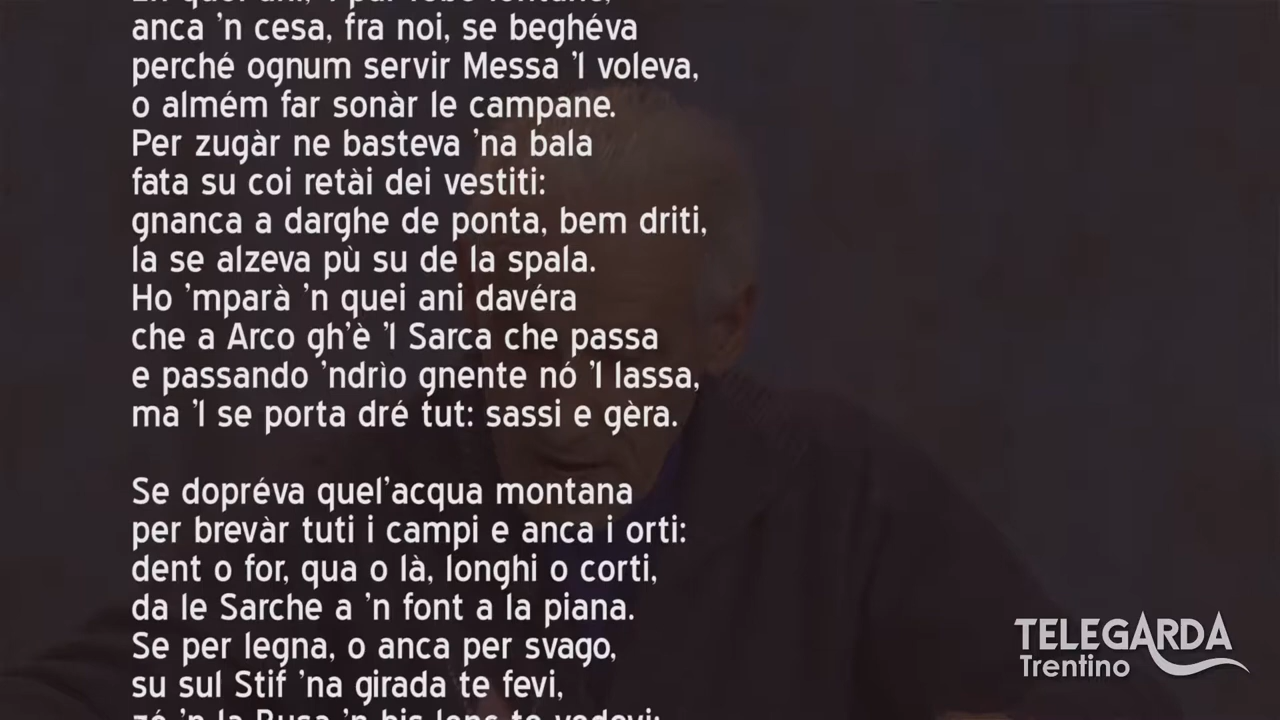 anca 'n cesa, fra noi, se beghéva
perché ognum servir Messa 'l voleva,
o almém far sonàr le campane.
Per zugàr ne basteva 'na bala
fata su coi retài dei vestiti:
gnanca a darghe de ponta, bem driti,
la se alzeva pù su de la spala.
Ho 'mparà 'n quei ani davéra
che a Arco gh'è 'l Sarca che passa
e passando 'ndrìo gnente nó 'l lassa,
ma 'l se porta dré tut: sassi e gèra.
Se dopréva quel'acqua montana
per brevàr tuti i campi e anca i orti:
dent o for, qua o là, longhi o corti,
da le Sarche a 'n font a la piana.
Se per legna, o anca per svago,
su sul Stif 'na girada te fevi,
TELEGARDA
Trentino